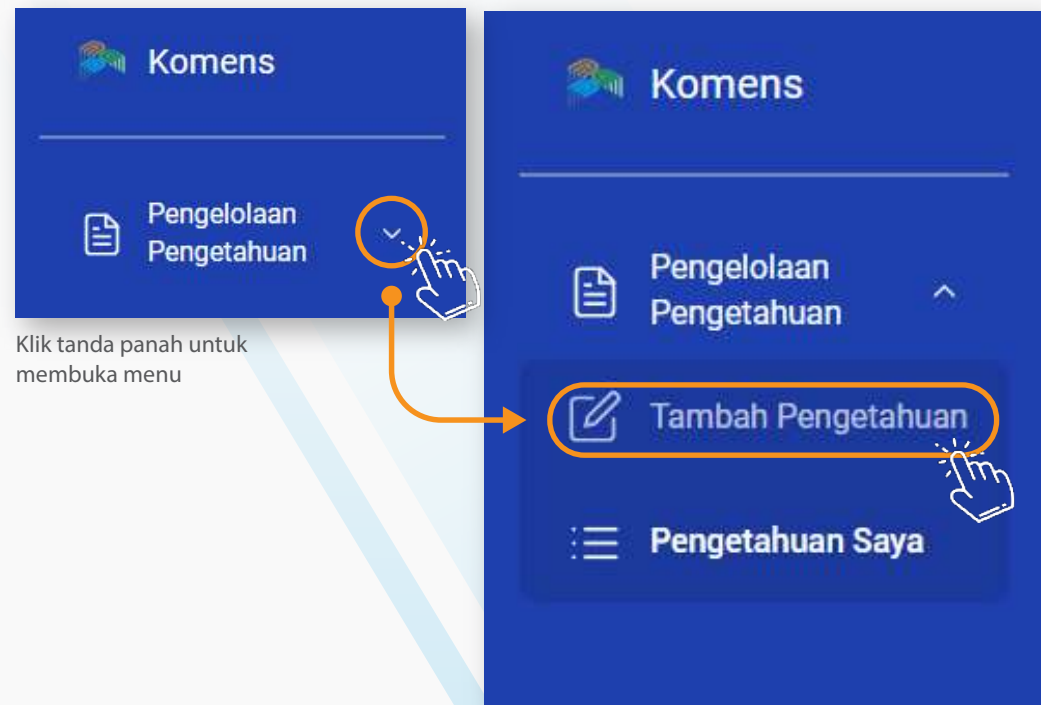 Komens
Pengelolaan
Pengetahuan
Klik tanda panah untuk
membuka menu
Komens
Pengelolaan
Pengetahuan
Tambah Pengetahuan
Pengetahuan Saya